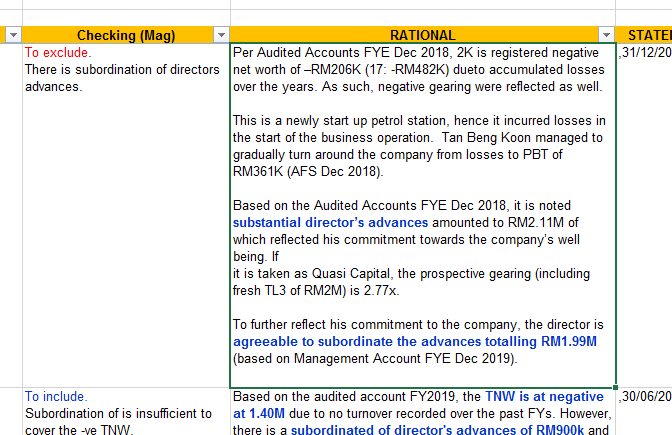 Checking (Mag) RATIONAL STATE
To exclude.
There is subordination of directors
advances.
Per Audited Accounts FYE Dec 2018, 2K is registered negative
net worth of –RM206K (17: -RM482K) dueto accumulated losses
over the years. As such, negative gearing were reflected as well.
This is a newly start up petrol station, hence it incurred losses in
the start of the business operation.  Tan Beng Koon managed to
gradually turn around the company from losses to PBT of
RM361K (AFS Dec 2018).
Based on the Audited Accounts FYE Dec 2018, it is noted
substantial director's advances amounted to RM2.11M of
which reflected his commitment towards the company's well
being. If
it is taken as Quasi Capital, the prospective gearing (including
fresh TL3 of RM2M) is 2.77x.
To further reflect his commitment to the company, the director is
agreeable to subordinate the advances totalling RM1.99M
(based on Management Account FYE Dec 2019).
,31/12/20
To include.
Subordination of is insufficient to
cover the -ve TNW.
Based on the audited account FY2019, the TNW is at negative
at 1.40M due to no turnover recorded over the past FYs. However,
there is a subordinated of director's advances of RM900k and
,30/06/20